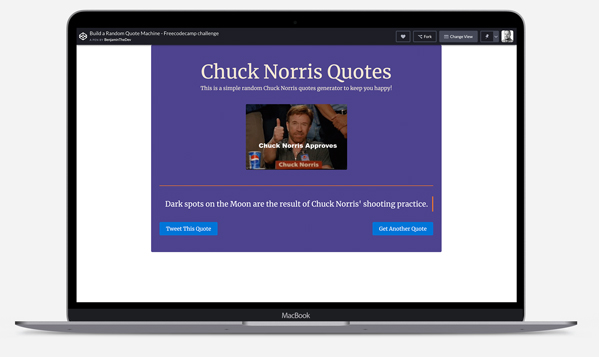 Build a Random Quote Machine - Freecodecamp challenge
A PEN BY BenjaminTheDev
Fork
Change View
Chuck Norris Quotes
This is a simple random Chuck Norris quotes generator to keep you happy!
Chuck Norris Approves
pepsi
Chuck Norris
Dark spots on the Moon are the result of Chuck Norris' shooting practice.
Tweet This Quote
Get Another Quote
MacBook